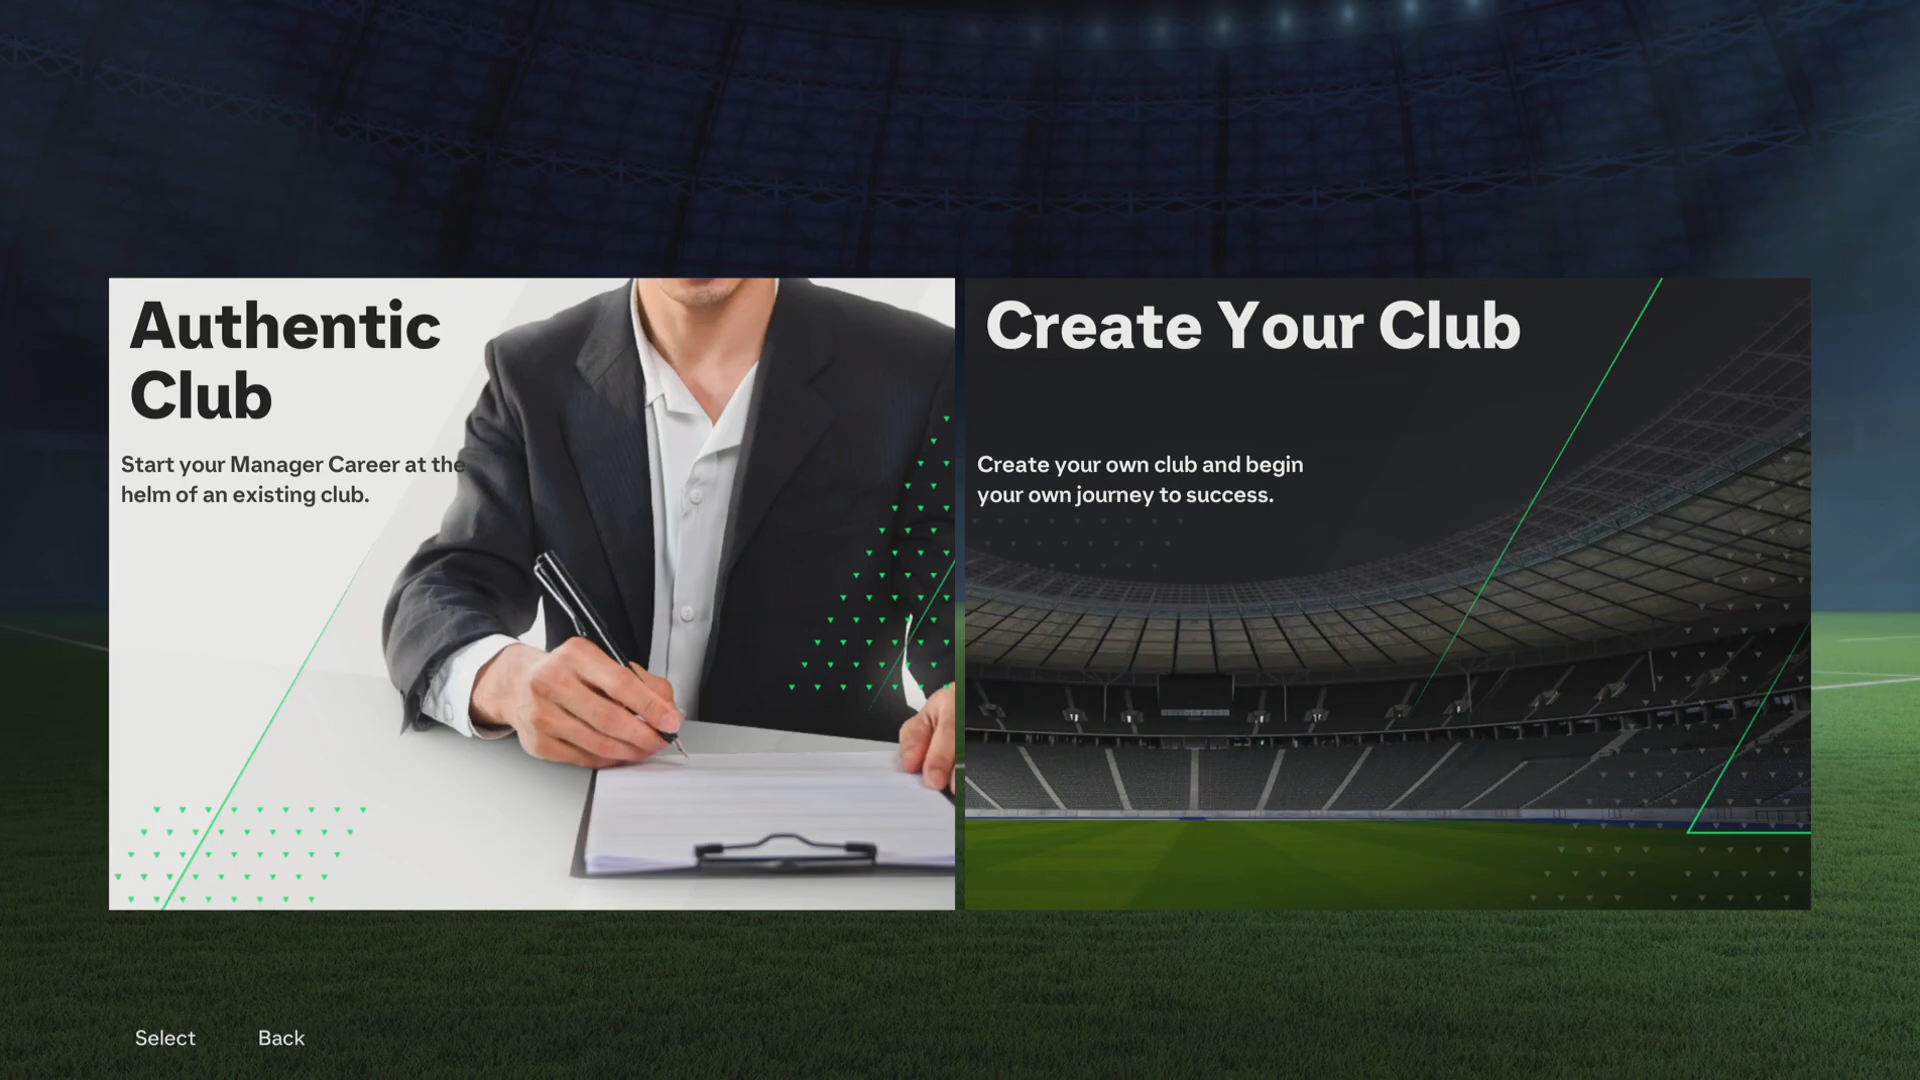 Authentic
Club
Start your Manager Career at the
helm of an existing club.
Create Your Club
Create your own club and begin
your own journey to success.
Select
Back